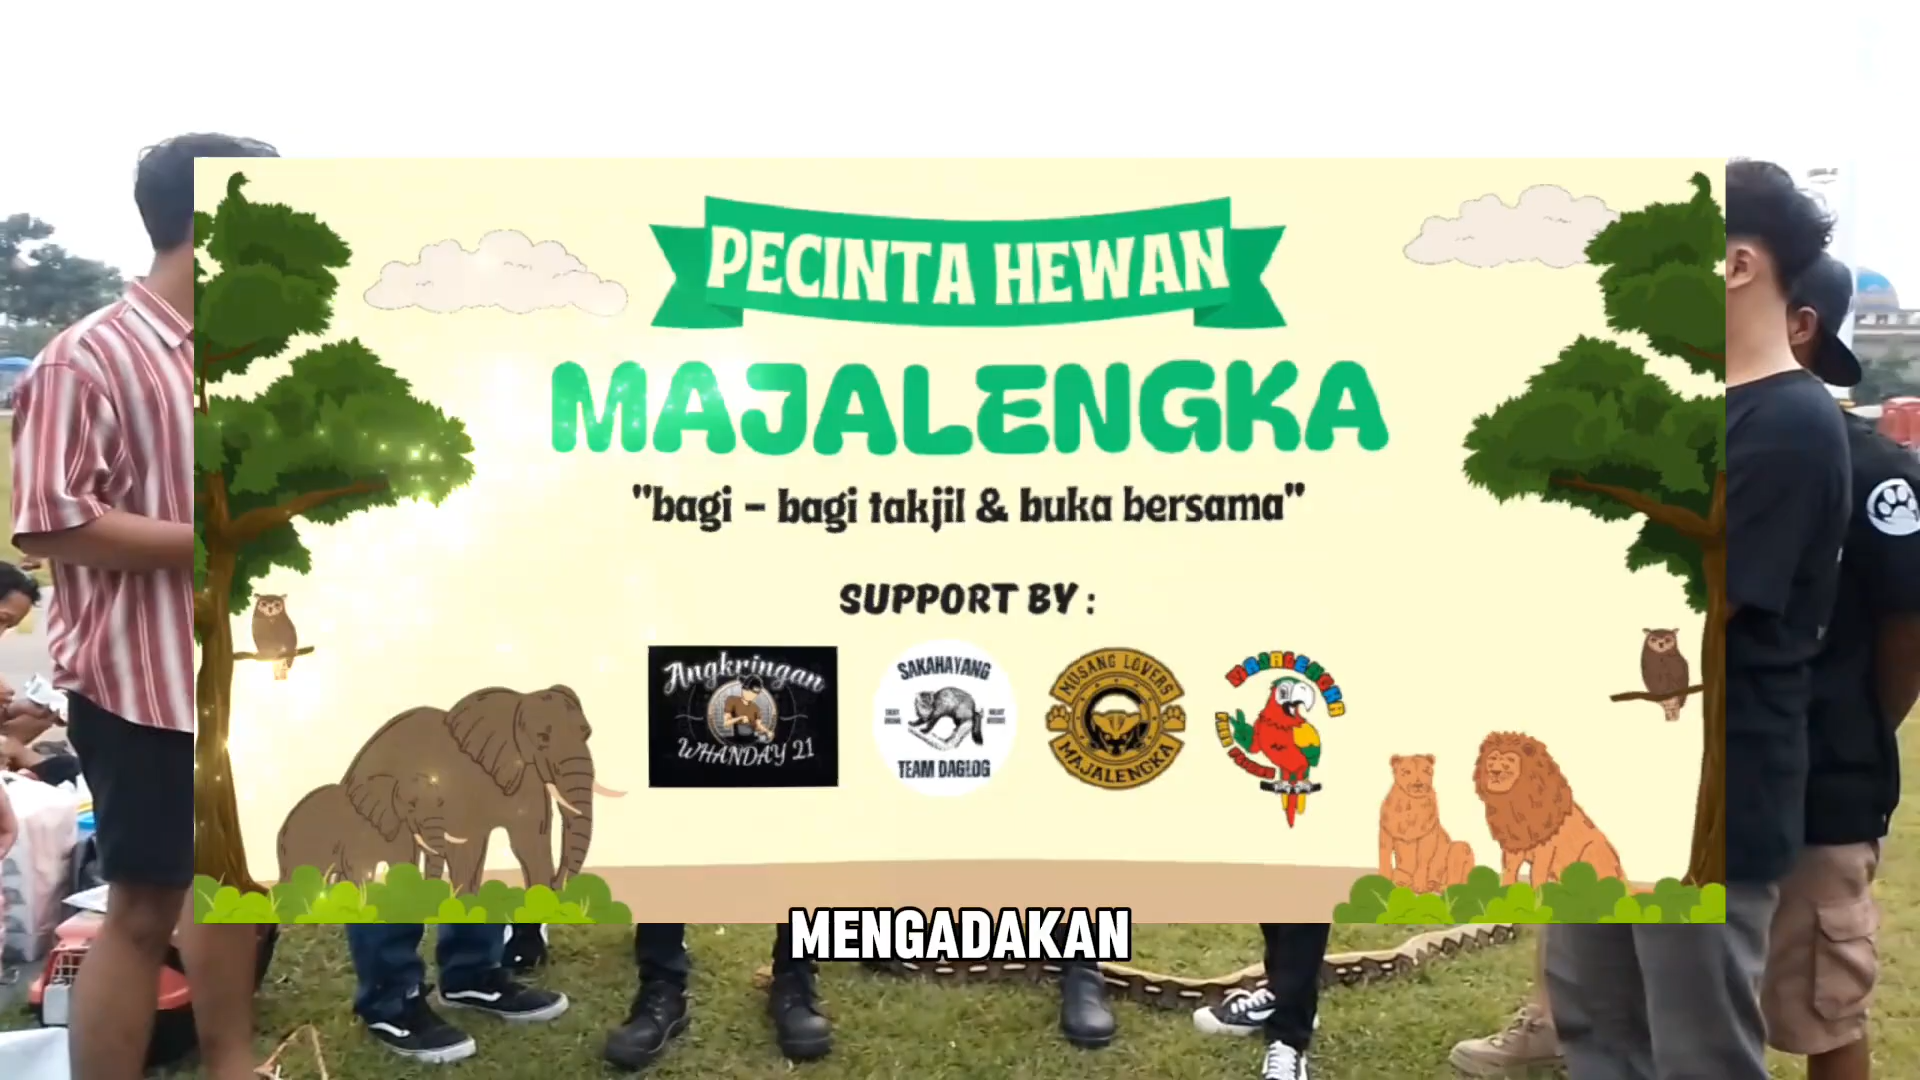 PECINTA HEWAN
MAJALENGKA
"bagi - bagi takjil & buka bersama"
SUPPORT BY :
Angkringan
WHANDAY 21
SAKAHAYANG
TEAM DAGLOG
MUSANG LOVERS
MAJALENGKA
MAJALENGKA
MENGADAKAN